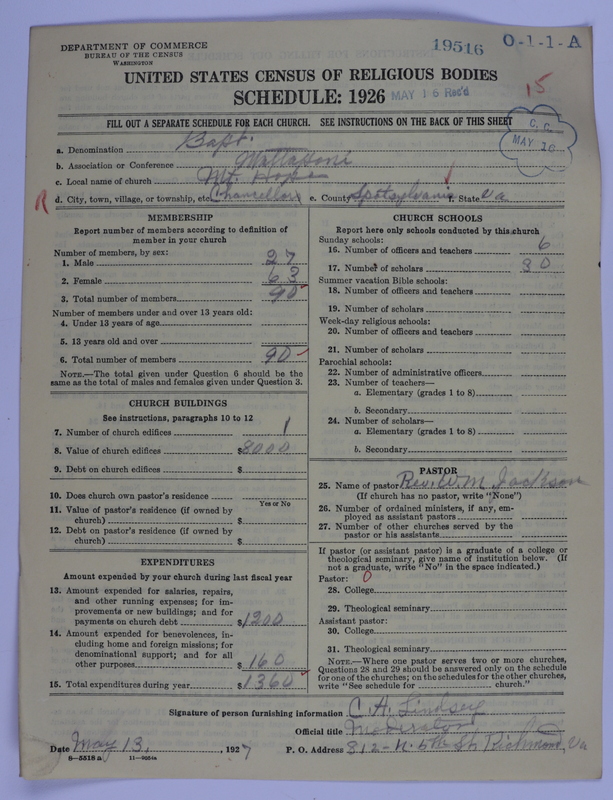 DEPARTMENT OF COMMERCE
BUREAU OF THE CENSUS
WASHINGTON
19516
O-1-1-A
UNITED STATES CENSUS OF RELIGIOUS BODIES
SCHEDULE: 1926
MAY 16 Rec'd
15
FILL OUT A SEPARATE SCHEDULE FOR EACH CHURCH. SEE INSTRUCTIONS ON THE BACK OF THIS SHEET
C. C.
MAY 16
a. Denomination Bapt.
b. Association or Conference Mattaponi
c. Local name of church Mt. Hope
R d. City, town, village, or township, etc. Chancellor e. County Spotsylvania f. State Va
MEMBERSHIP
Report number of members according to definition of
member in your church
Number of members, by sex:
1. Male 27
2. Female 63
3. Total number of members 90
Number of members under and over 13 years old:
4. Under 13 years of age
5. 13 years old and over
6. Total number of members 90
NOTE.—The total given under Question 6 should be
the same as the total of males and females given under Question 3.
CHURCH BUILDINGS
See instructions, paragraphs 10 to 12
7. Number of church edifices 1
8. Value of church edifices $8000
9. Debt on church edifices $
10. Does church own pastor's residence
Yes or No
11. Value of pastor's residence (if owned by
church) $
12. Debt on pastor's residence (if owned by
church) $
EXPENDITURES
Amount expended by your church during last fiscal year
13. Amount expended for salaries, repairs,
and other running expenses; for im-
provements or new buildings; and for
payments on church debt $1200
14. Amount expended for benevolences, in-
cluding home and foreign missions; for
denominational support; and for all
other purposes $160
15. Total expenditures during year $1360
CHURCH SCHOOLS
Report here only schools conducted by this church
Sunday schools:
16. Number of officers and teachers 6
17. Number of scholars 30
Summer vacation Bible schools:
18. Number of officers and teachers
19. Number of scholars
Week-day religious schools:
20. Number of officers and teachers
21. Number of scholars
Parochial schools:
22. Number of administrative officers
23. Number of teachers—
a. Elementary (grades 1 to 8)
b. Secondary
24. Number of scholars—
a. Elementary (grades 1 to 8)
b. Secondary
PASTOR
25. Name of pastor Rev. W. M. Jackson
(If church has no pastor, write "None")
26. Number of ordained ministers, if any, em-
ployed as assistant pastors
27. Number of other churches served by the
pastor or his assistants
If pastor (or assistant pastor) is a graduate of a college or
theological seminary, give name of institution below. (If
not a graduate, write "No" in the space indicated.)
Pastor: 0
28. College
29. Theological seminary
Assistant pastor:
30. College
31. Theological seminary
NOTE.—Where one pastor serves two or more churches,
Questions 28 and 29 should be answered only on the schedule
for one of the churches; on the schedules for the other churches,
write "See schedule for church."
Signature of person furnishing information C. A. Lindsey
Official title Moderator
Date May 13, 1927 P. O. Address 812-N. 5th St Richmond, Va
8—5518a 11—9254a